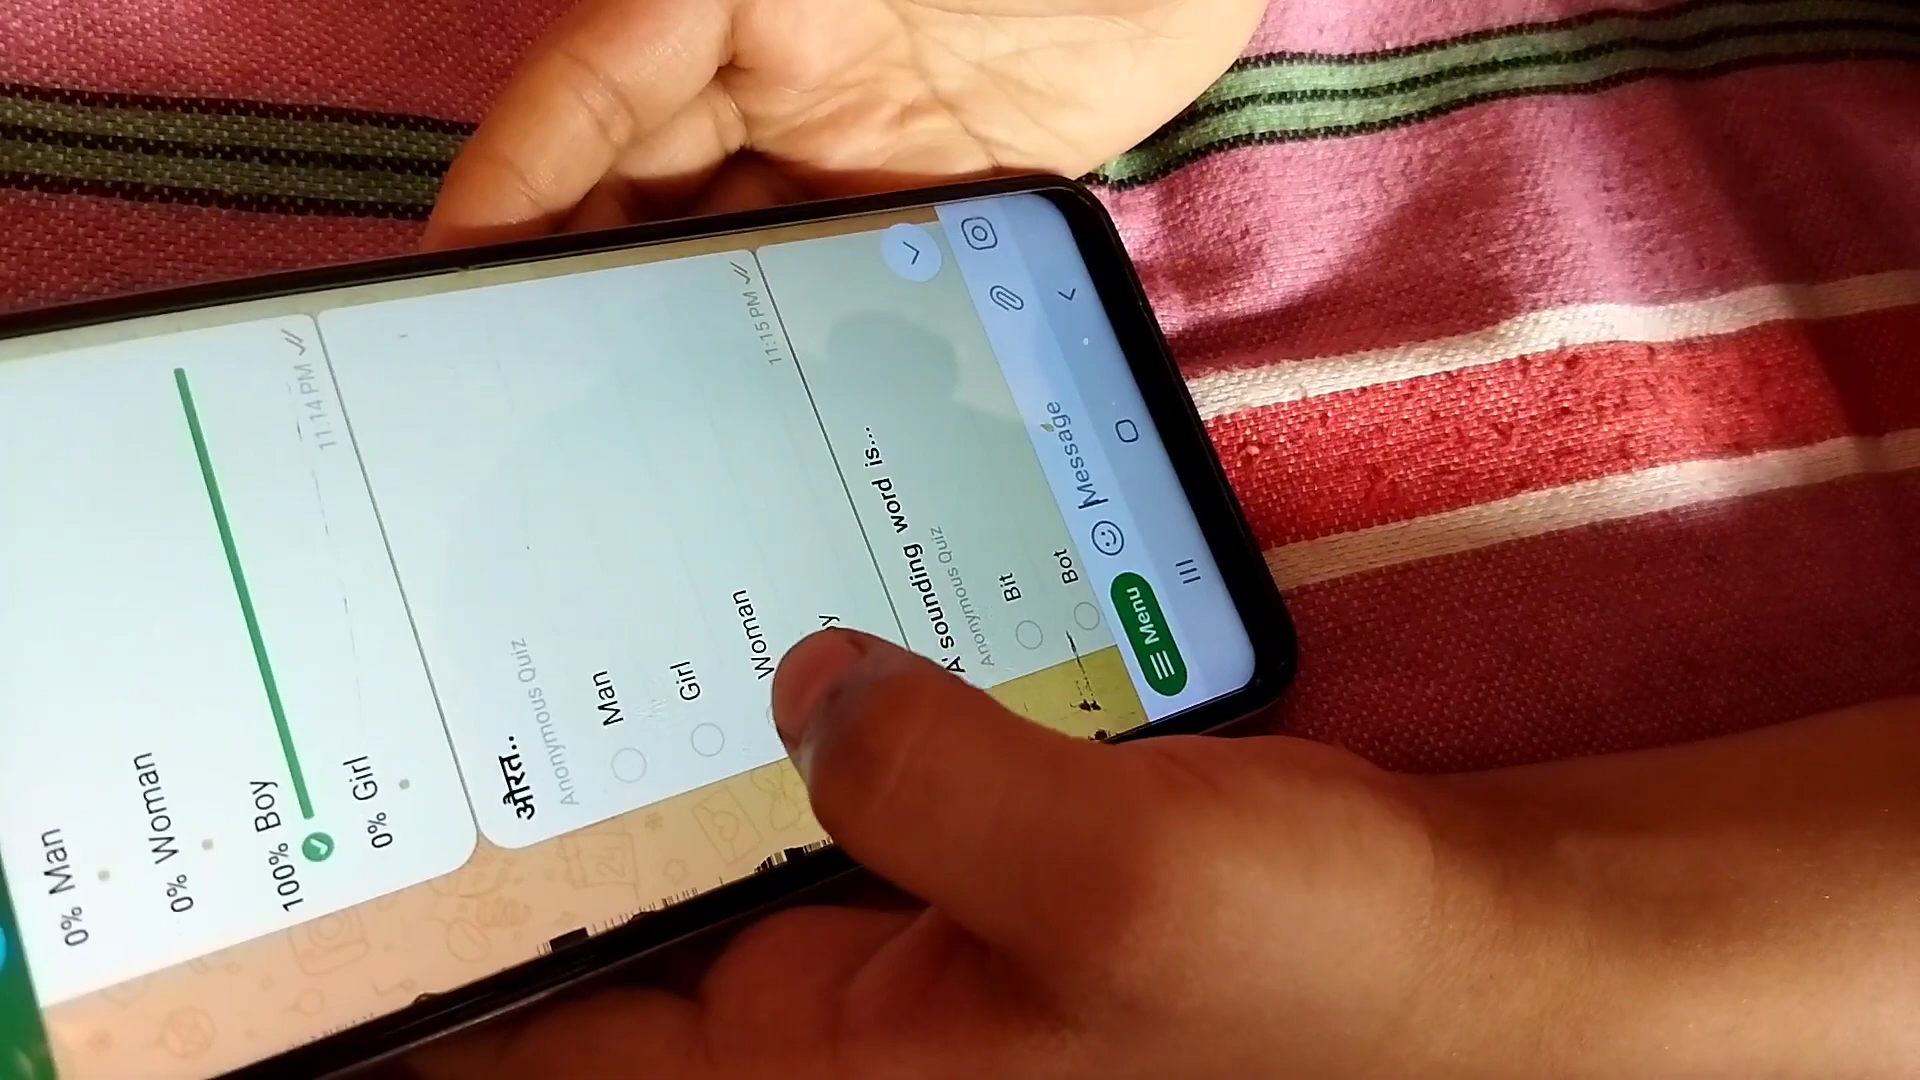 0% Man
0% Woman
100% Boy
0% Girl
11:14 PM
औरत..
Anonymous Quiz
Man
Girl
Woman
11:15 PM
A' sounding word is...
Anonymous Quiz
Bit
Bot
Menu
Message